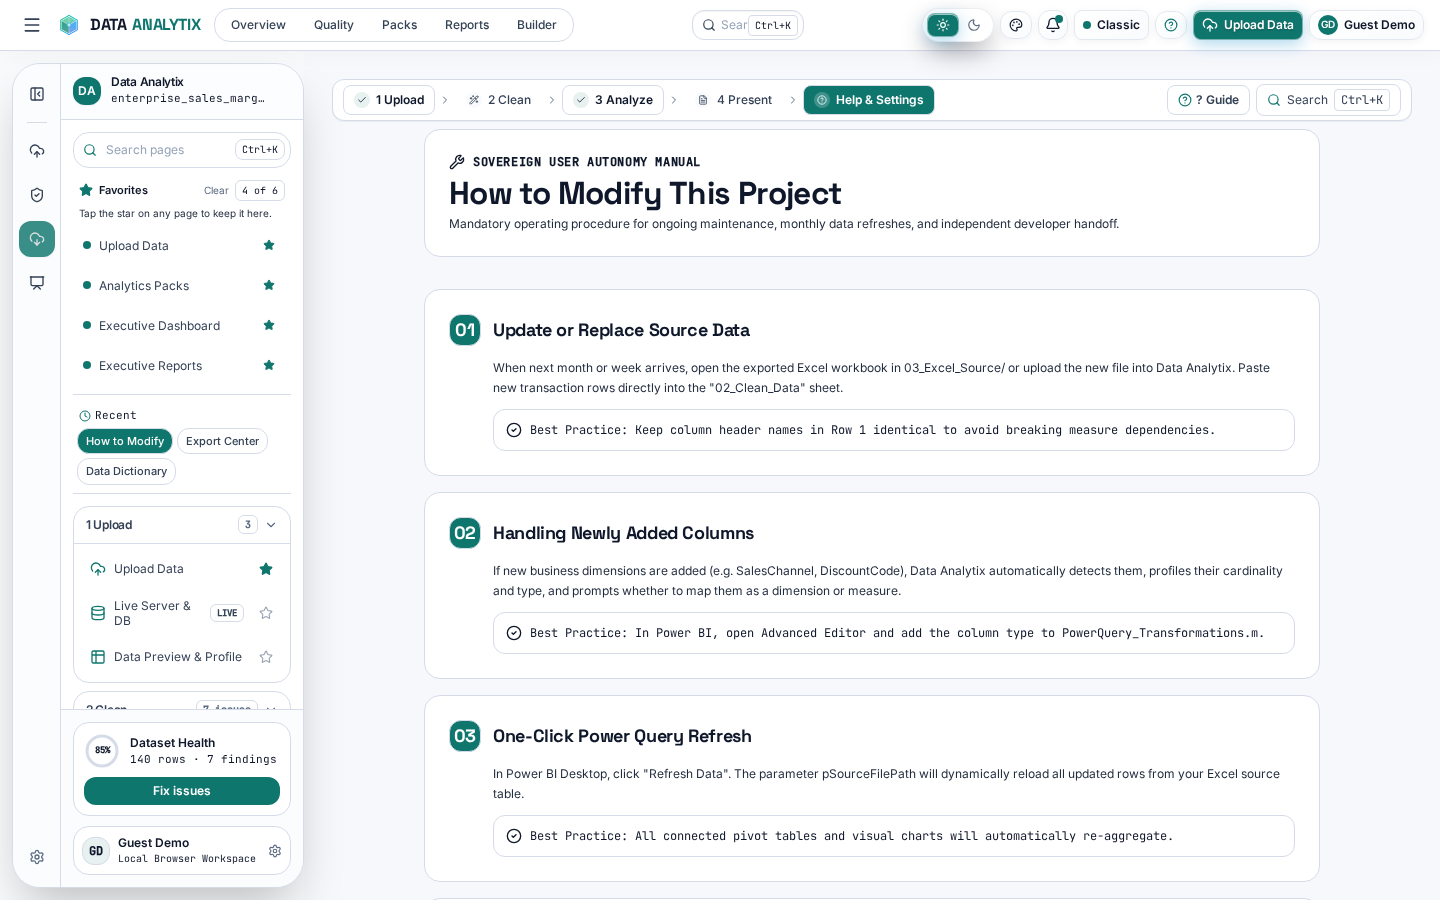 DATA ANALYTIX
Overview
Quality
Packs
Reports
Builder
Sear
Ctrl+K
Classic
Upload Data
GD
Guest Demo
DA
Data Analytix
enterprise_sales_marg…
Search pages
Ctrl+K
Favorites
Clear
4 of 6
Tap the star on any page to keep it here.
Upload Data
Analytics Packs
Executive Dashboard
Executive Reports
Recent
How to Modify
Export Center
Data Dictionary
1 Upload
3
Upload Data
Live Server &
DB
LIVE
Data Preview & Profile
2 Clean
7 issues
85%
Dataset Health
140 rows · 7 findings
Fix issues
GD
Guest Demo
Local Browser Workspace
1 Upload
2 Clean
3 Analyze
4 Present
Help & Settings
? Guide
Search
Ctrl+K
SOVEREIGN USER AUTONOMY MANUAL
How to Modify This Project
Mandatory operating procedure for ongoing maintenance, monthly data refreshes, and independent developer handoff.
01
Update or Replace Source Data
When next month or week arrives, open the exported Excel workbook in 03_Excel_Source/ or upload the new file into Data Analytix. Paste
new transaction rows directly into the "02_Clean_Data" sheet.
Best Practice: Keep column header names in Row 1 identical to avoid breaking measure dependencies.
02
Handling Newly Added Columns
If new business dimensions are added (e.g. SalesChannel, DiscountCode), Data Analytix automatically detects them, profiles their cardinality
and type, and prompts whether to map them as a dimension or measure.
Best Practice: In Power BI, open Advanced Editor and add the column type to PowerQuery_Transformations.m.
03
One-Click Power Query Refresh
In Power BI Desktop, click "Refresh Data". The parameter pSourceFilePath will dynamically reload all updated rows from your Excel source
table.
Best Practice: All connected pivot tables and visual charts will automatically re-aggregate.